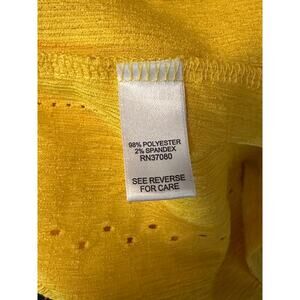 98% POLYESTER
2% SPANDEX
RN37080
SEE REVERSE
FOR CARE